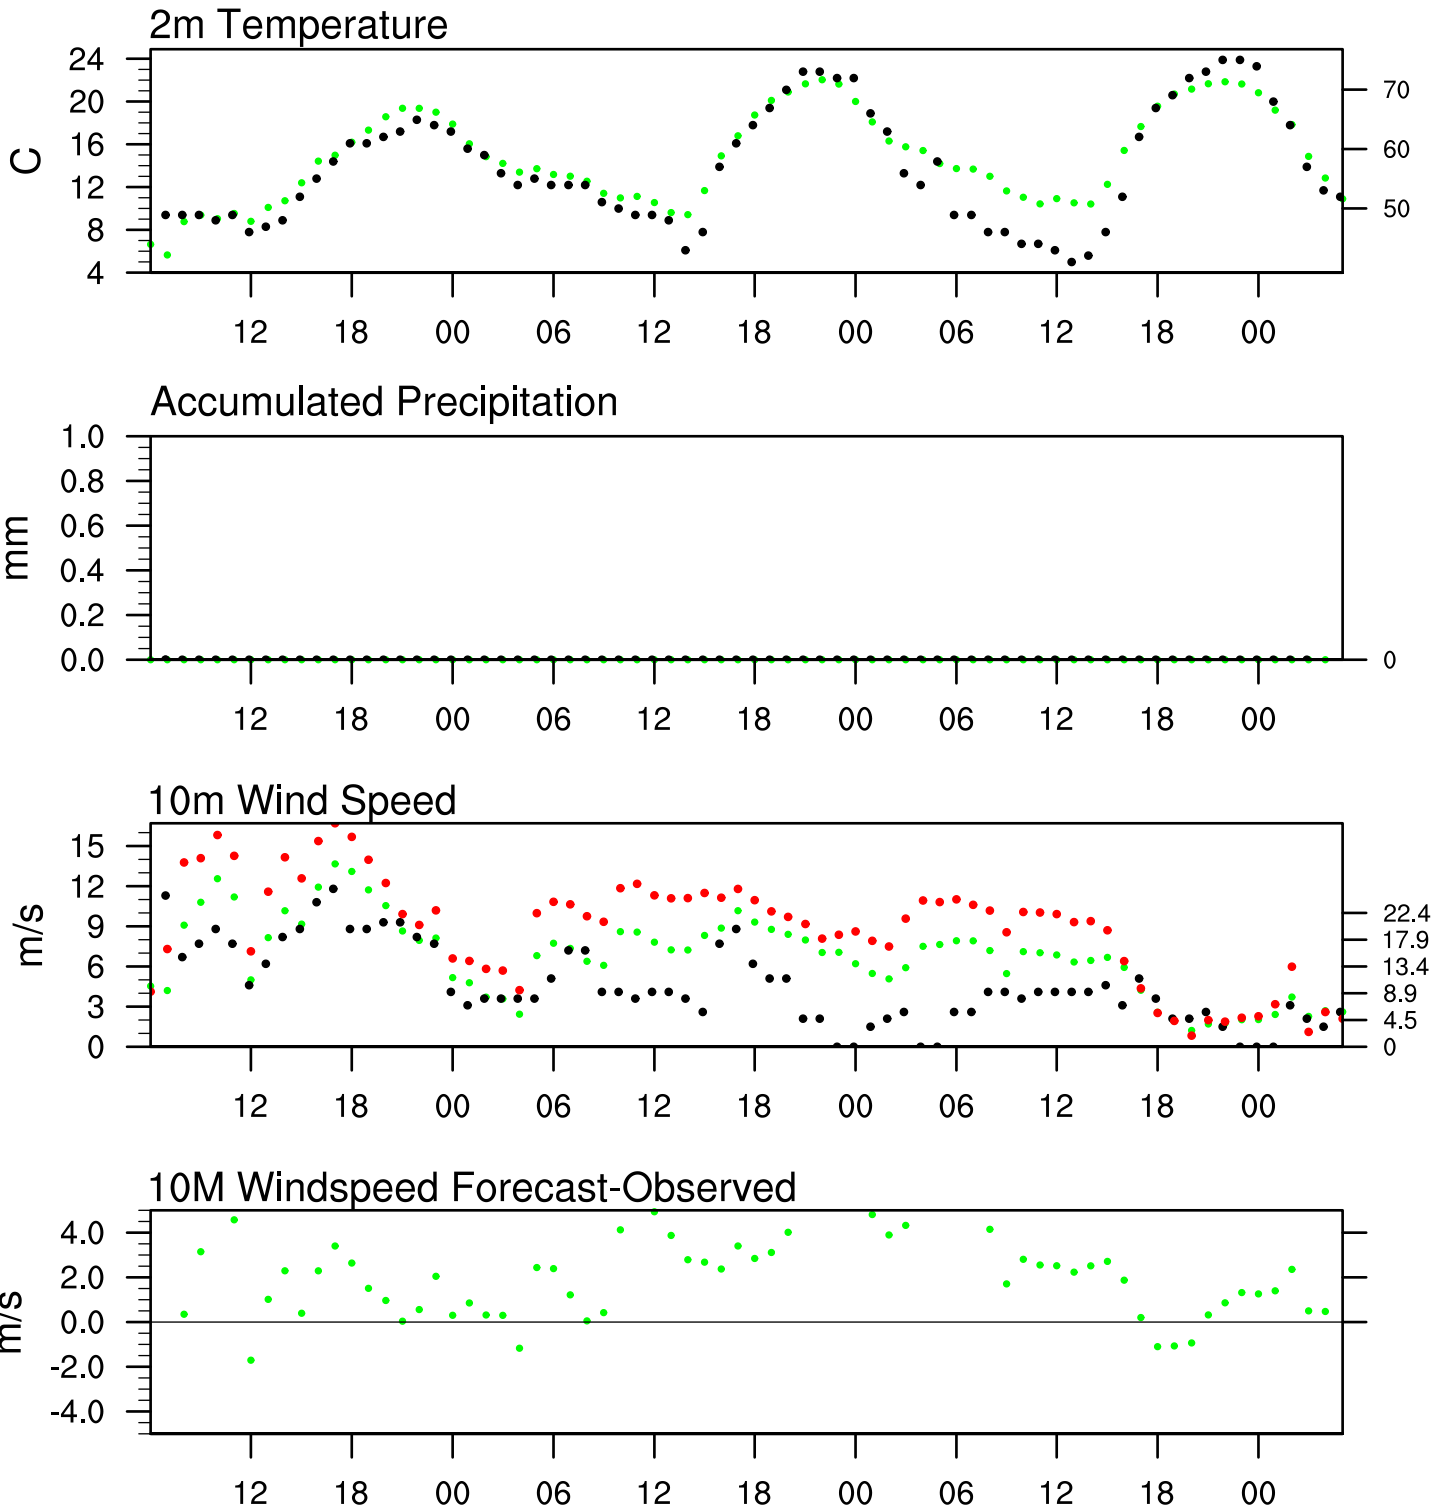 2m Temperature
24
20
16
12
8
4
C
70
60
50
12 18 00 06 12 18 00 06 12 18 00
Accumulated Precipitation
1.0
0.8
0.6
0.4
0.2
0.0
mm
0
12 18 00 06 12 18 00 06 12 18 00
10m Wind Speed
15
12
9
6
3
0
m/s
22.4
17.9
13.4
8.9
4.5
0
12 18 00 06 12 18 00 06 12 18 00
10M Windspeed Forecast-Observed
4.0
2.0
0.0
-2.0
-4.0
m/s
12 18 00 06 12 18 00 06 12 18 00